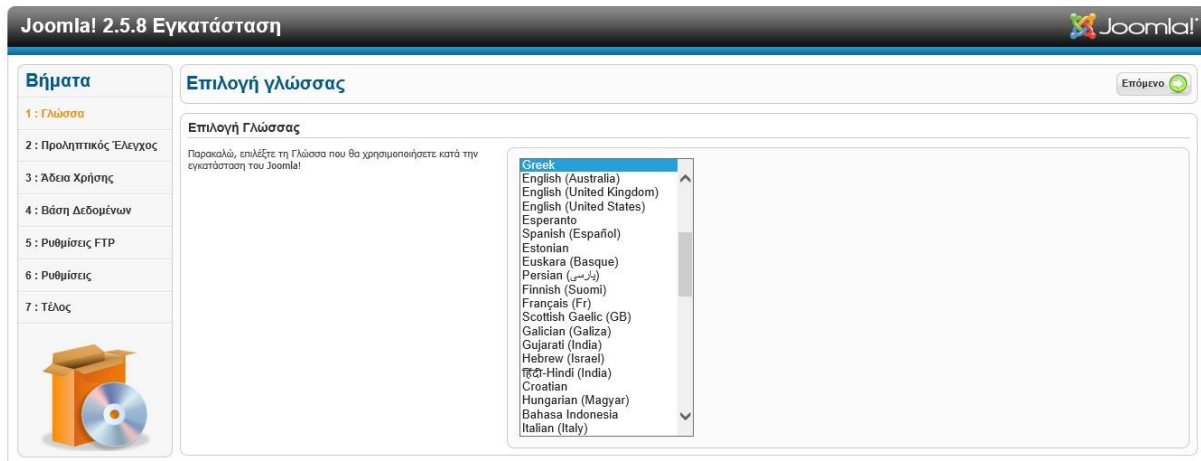 Joomla! 2.5.8 Εγκατάσταση
Joomla!
Βήματα
1 : Γλώσσα
2 : Προληπτικός Έλεγχος
3 : Άδεια Χρήσης
4 : Βάση Δεδομένων
5 : Ρυθμίσεις FTP
6 : Ρυθμίσεις
7 : Τέλος
Επιλογή γλώσσας
Επόμενο
Επιλογή Γλώσσας
Παρακαλώ, επιλέξτε τη Γλώσσα που θα χρησιμοποιήσετε κατά την
εγκατάσταση του Joomla!
Greek
English (Australia)
English (United Kingdom)
English (United States)
Esperanto
Spanish (Español)
Estonian
Euskara (Basque)
Persian (پارسی)
Finnish (Suomi)
Français (Fr)
Scottish Gaelic (GB)
Galician (Galiza)
Gujarati (India)
Hebrew (Israel)
हिंदी-Hindi (India)
Croatian
Hungarian (Magyar)
Bahasa Indonesia
Italian (Italy)